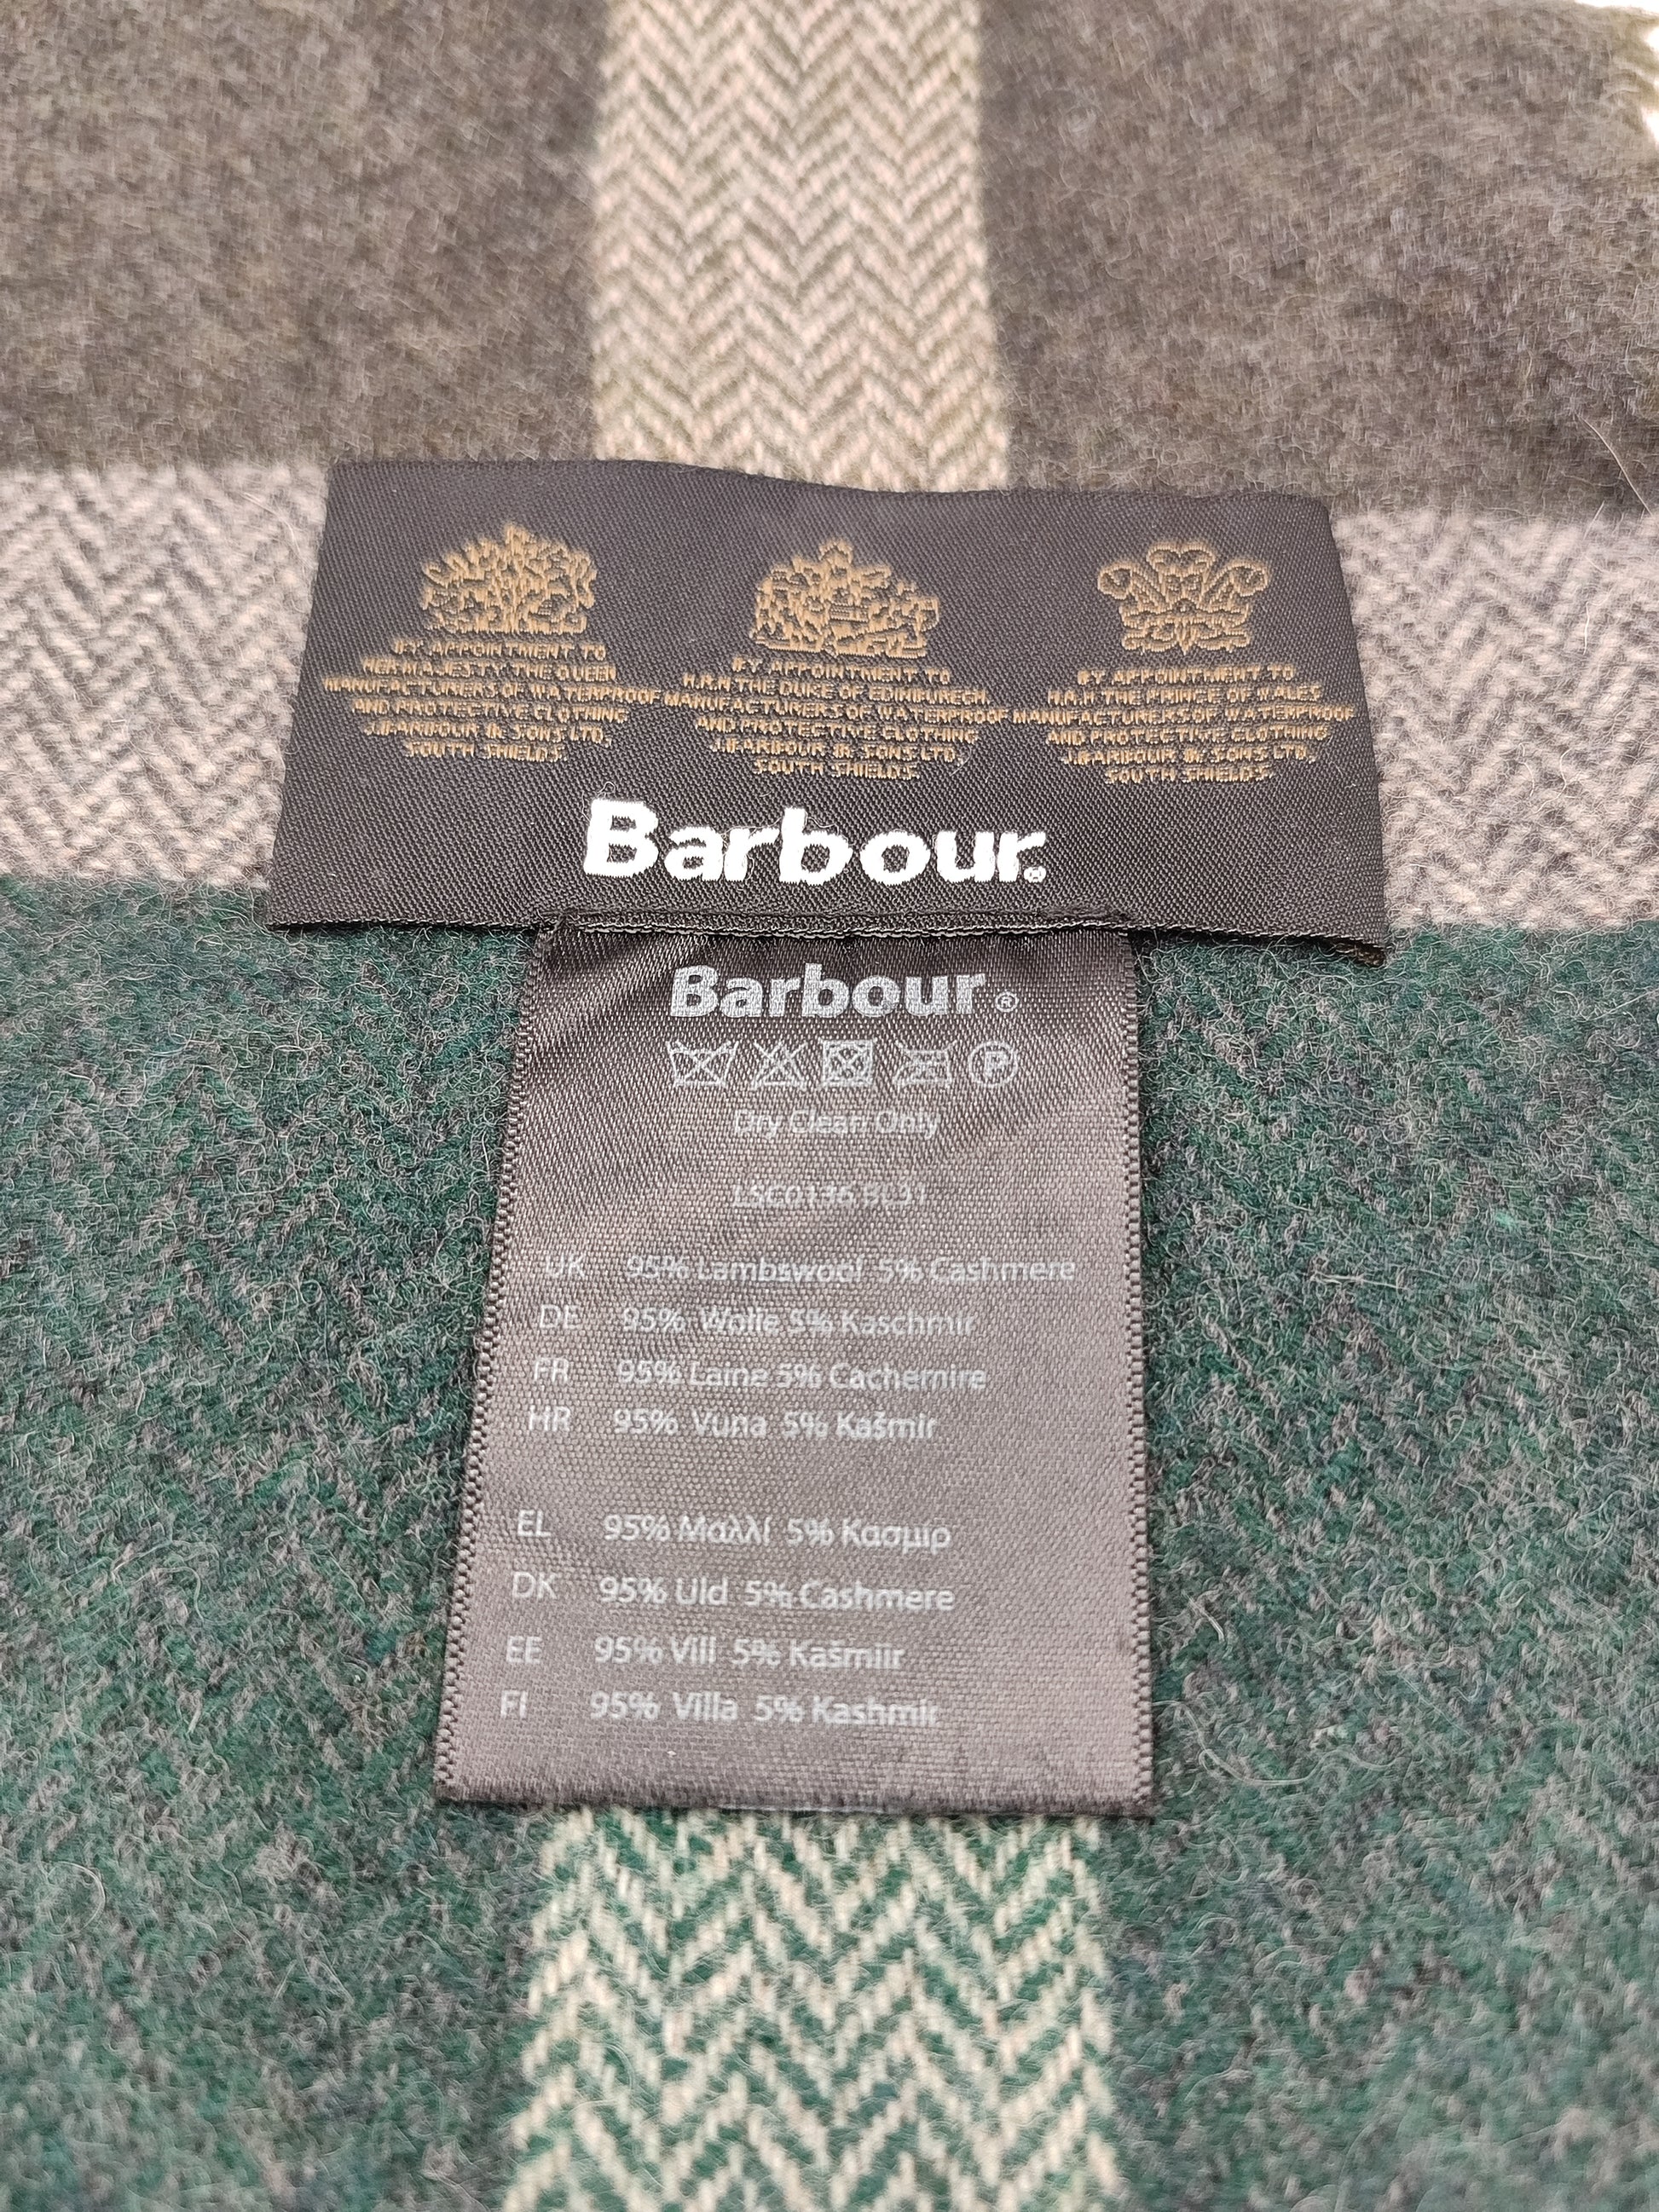 BY APPOINTMENT TO
HER MAJESTY THE QUEEN
MANUFACTURERS OF WATERPROOF
AND PROTECTIVE CLOTHING
J.BARBOUR & SONS LTD,
SOUTH SHIELDS.
BY APPOINTMENT TO
H.R.H THE DUKE OF EDINBURGH,
MANUFACTURERS OF WATERPROOF
AND PROTECTIVE CLOTHING
J.BARBOUR & SONS LTD,
SOUTH SHIELDS
BY APPOINTMENT TO
H.R.H THE PRINCE OF WALES
MANUFACTURERS OF WATERPROOF
AND PROTECTIVE CLOTHING
J.BARBOUR & SONS LTD,
SOUTH SHIELDS
Barbour®
Barbour®
P
Dry Clean Only
UK 95% Lambswool 5% Cashmere
DE 95% Wolle 5% Kaschmir
FR 95% Laine 5% Cachemire
HR 95% Vuna 5% Kašmir
EL 95% Μαλλί 5% Κασμιρ
DK 95% Uld 5% Cashmere
EE 95% Vill 5% Kašmiir
FI 95% Villa 5% Kashmir